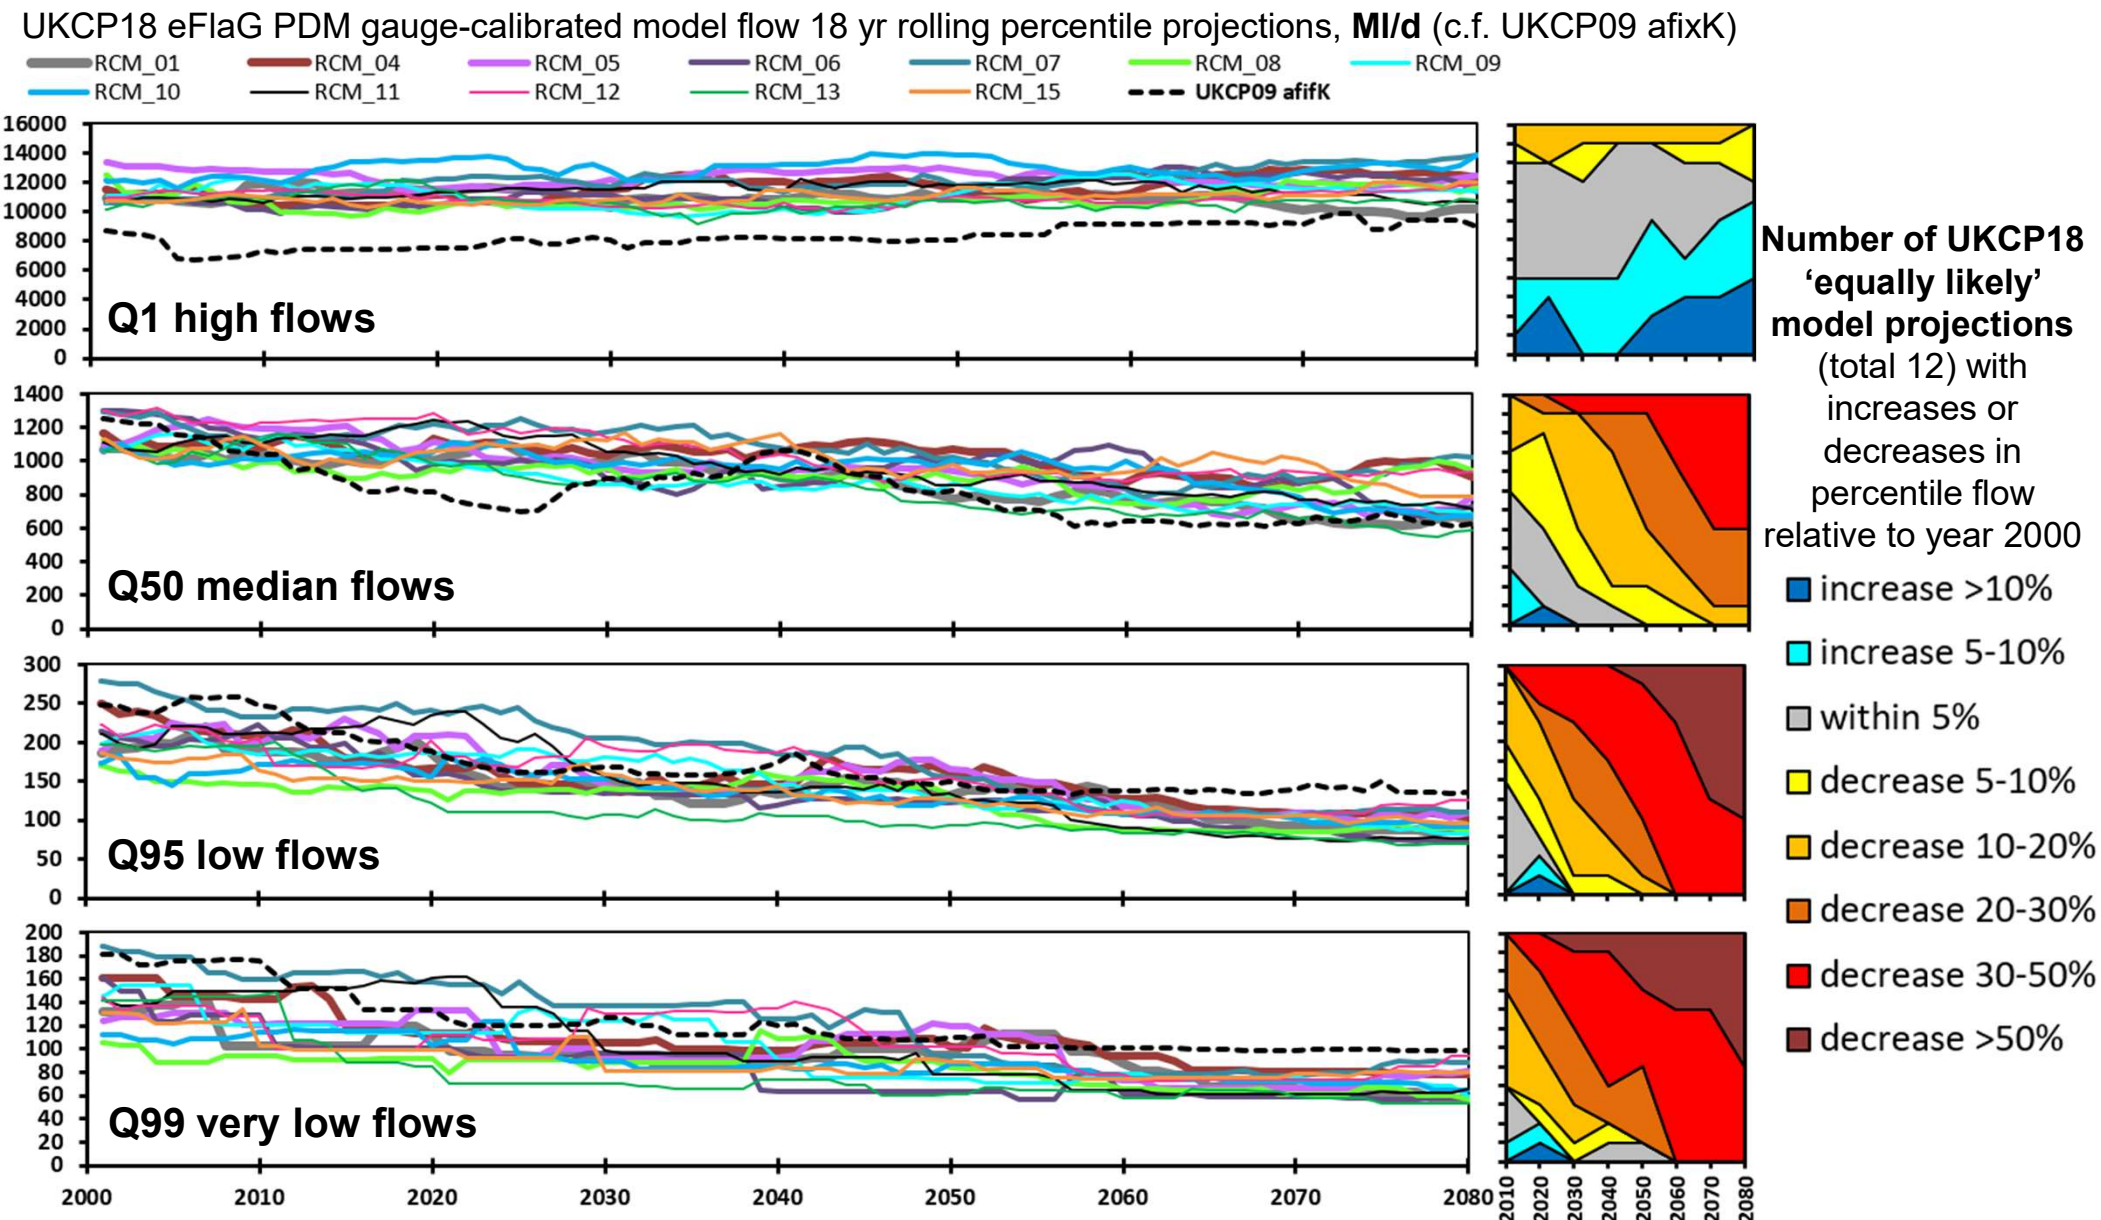 UKCP18 eFlaG PDM gauge-calibrated model flow 18 yr rolling percentile projections, Ml/d (c.f. UKCP09 afixK)
RCM_01 RCM_04 RCM_05 RCM_06 RCM_07 RCM_08 RCM_09
RCM_10 RCM_11 RCM_12 RCM_13 RCM_15 UKCP09 afifK
16000
14000
12000
10000
8000
6000
4000
2000
0
Q1 high flows
1400
1200
1000
800
600
400
200
0
Q50 median flows
300
250
200
150
100
50
0
Q95 low flows
200
180
160
140
120
100
80
60
40
20
0
Q99 very low flows
2000 2010 2020 2030 2040 2050 2060 2070 2080
2010 2020 2030 2040 2050 2060 2070 2080
Number of UKCP18
‘equally likely’
model projections
(total 12) with
increases or
decreases in
percentile flow
relative to year 2000
increase >10%
increase 5-10%
within 5%
decrease 5-10%
decrease 10-20%
decrease 20-30%
decrease 30-50%
decrease >50%